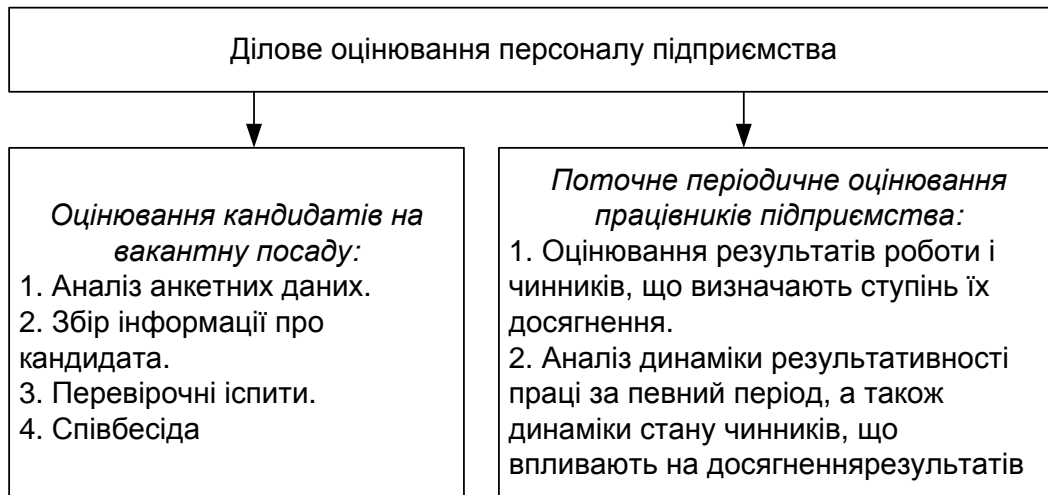 Ділове оцінювання персоналу підприємства
Оцінювання кандидатів на
вакантну посаду:
1. Аналіз анкетних даних.
2. Збір інформації про
кандидата.
3. Перевірочні іспити.
4. Співбесіда
Поточне періодичне оцінювання
працівників підприємства:
1. Оцінювання результатів роботи і
чинників, що визначають ступінь їх
досягнення.
2. Аналіз динаміки результативності
праці за певний період, а також
динаміки стану чинників, що
впливають на досягненнярезультатів